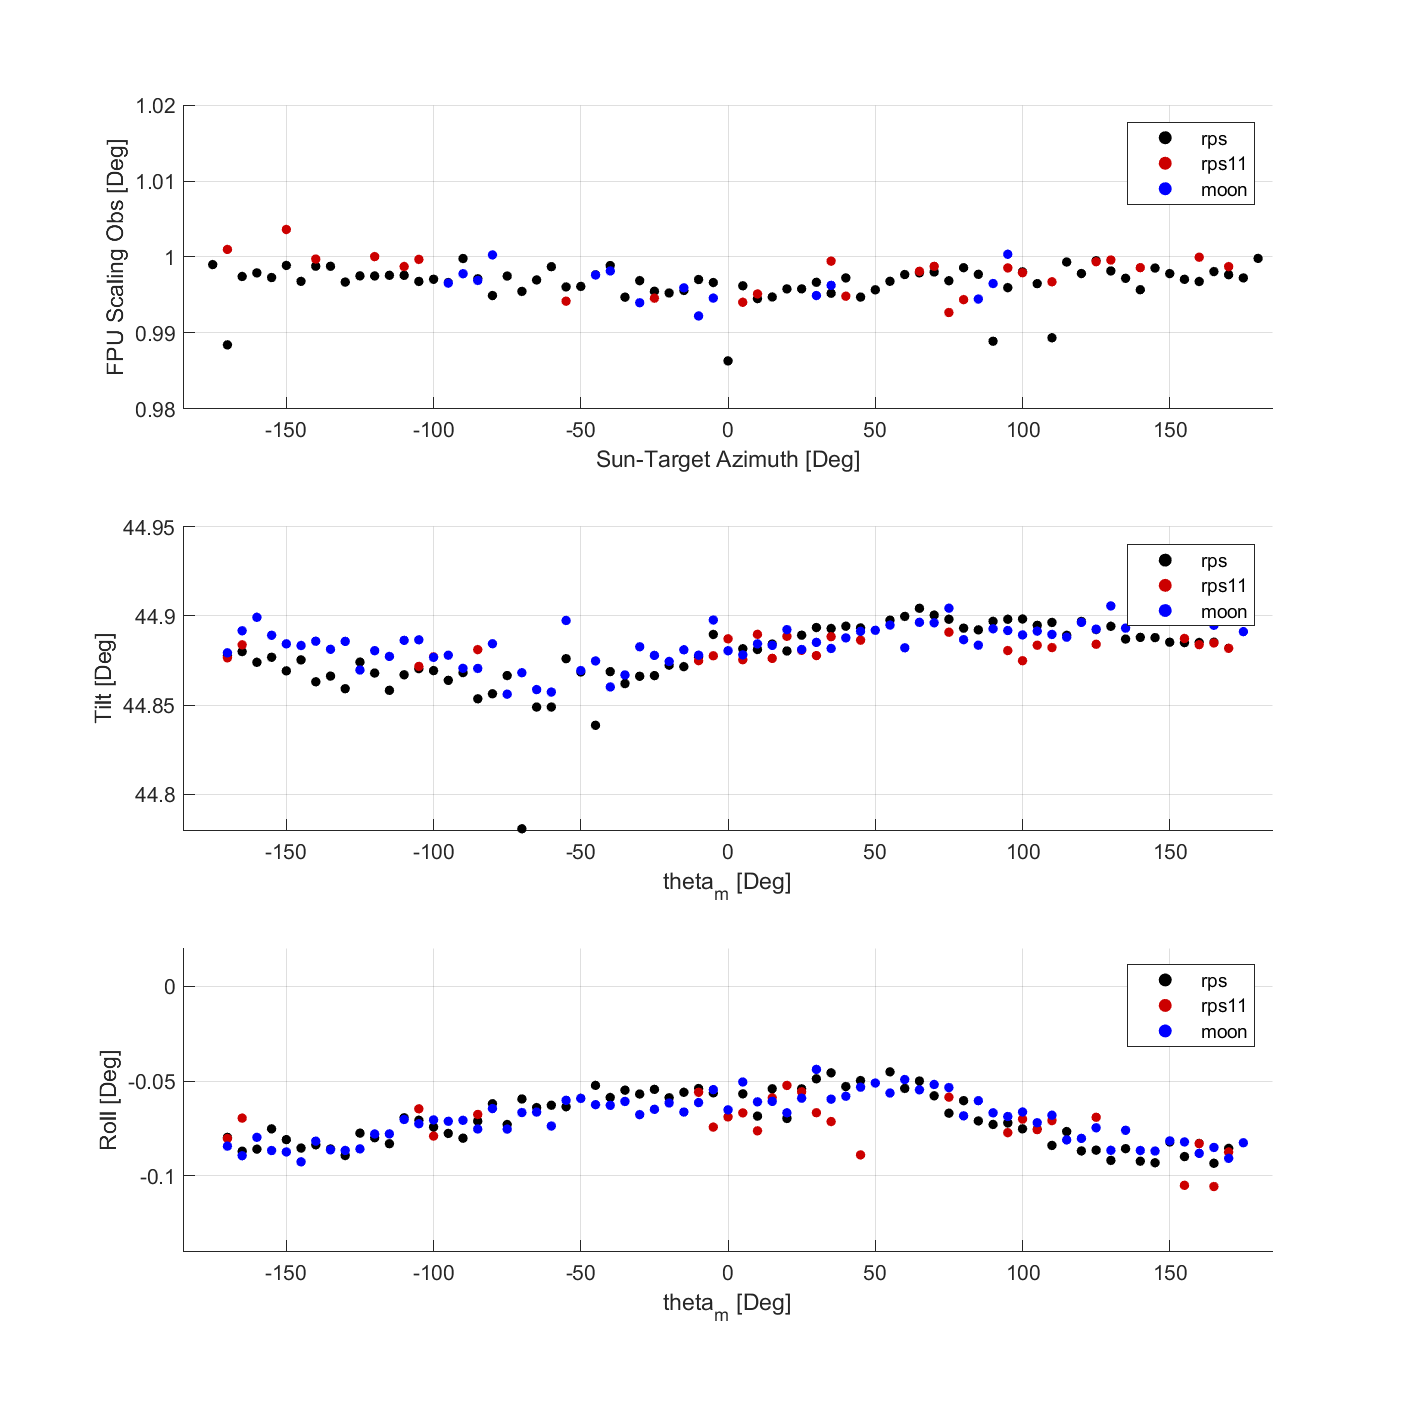 1.02
1.01
1
0.99
0.98
FPU Scaling Obs [Deg]
rps
rps11
moon
-150 -100 -50 0 50 100 150
Sun-Target Azimuth [Deg]
44.95
44.9
44.85
44.8
Tilt [Deg]
rps
rps11
moon
-150 -100 -50 0 50 100 150
theta_m [Deg]
0
-0.05
-0.1
Roll [Deg]
rps
rps11
moon
-150 -100 -50 0 50 100 150
theta_m [Deg]